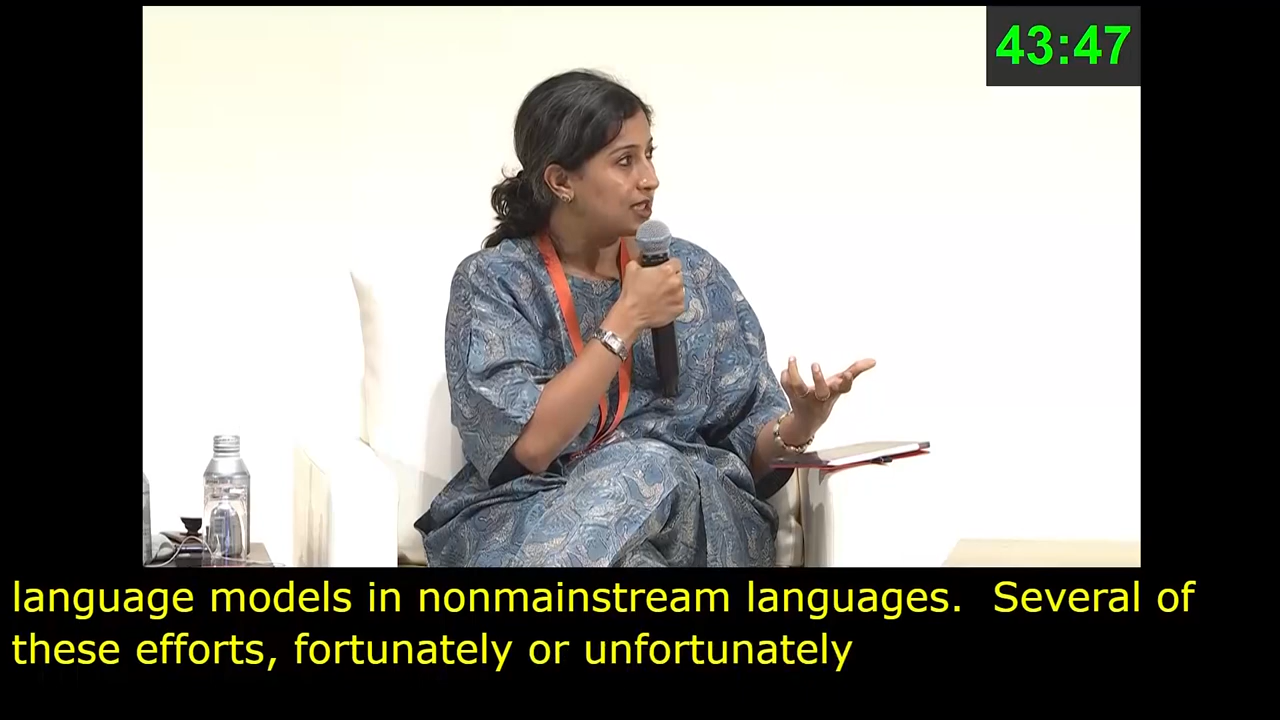 43:47
language models in nonmainstream languages.  Several of
these efforts, fortunately or unfortunately